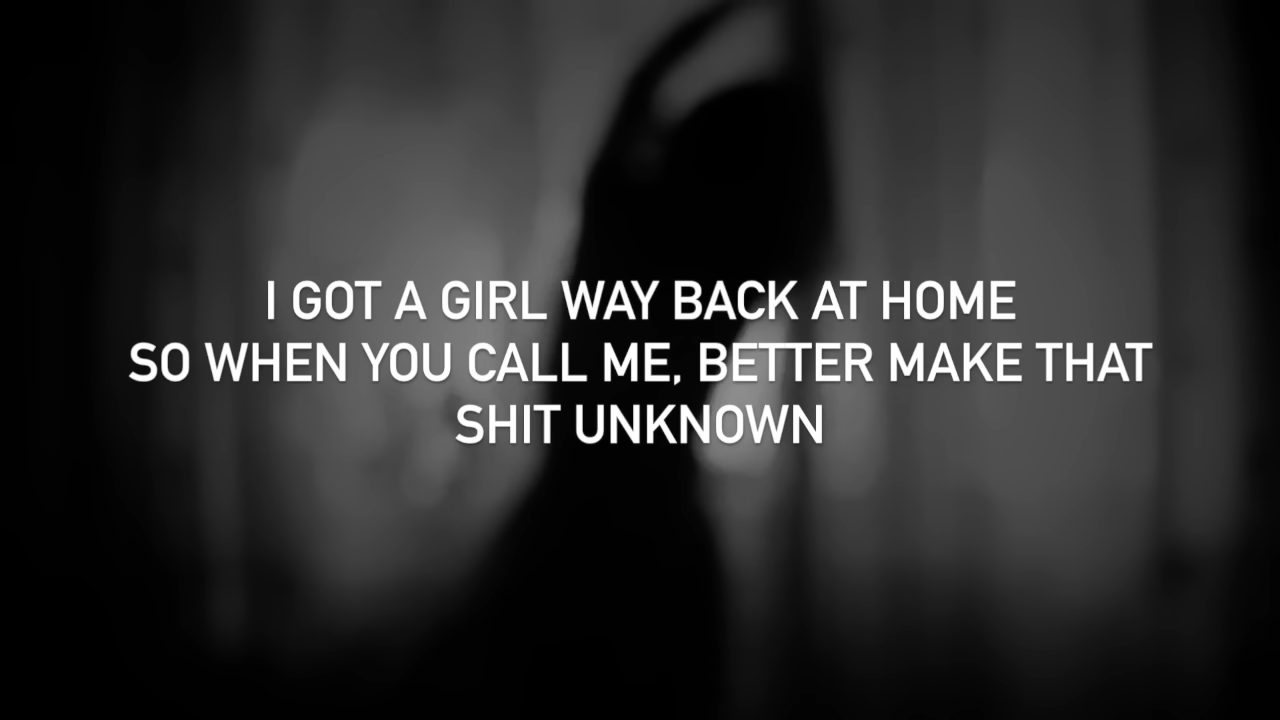 I GOT A GIRL WAY BACK AT HOME
SO WHEN YOU CALL ME, BETTER MAKE THAT
SHIT UNKNOWN